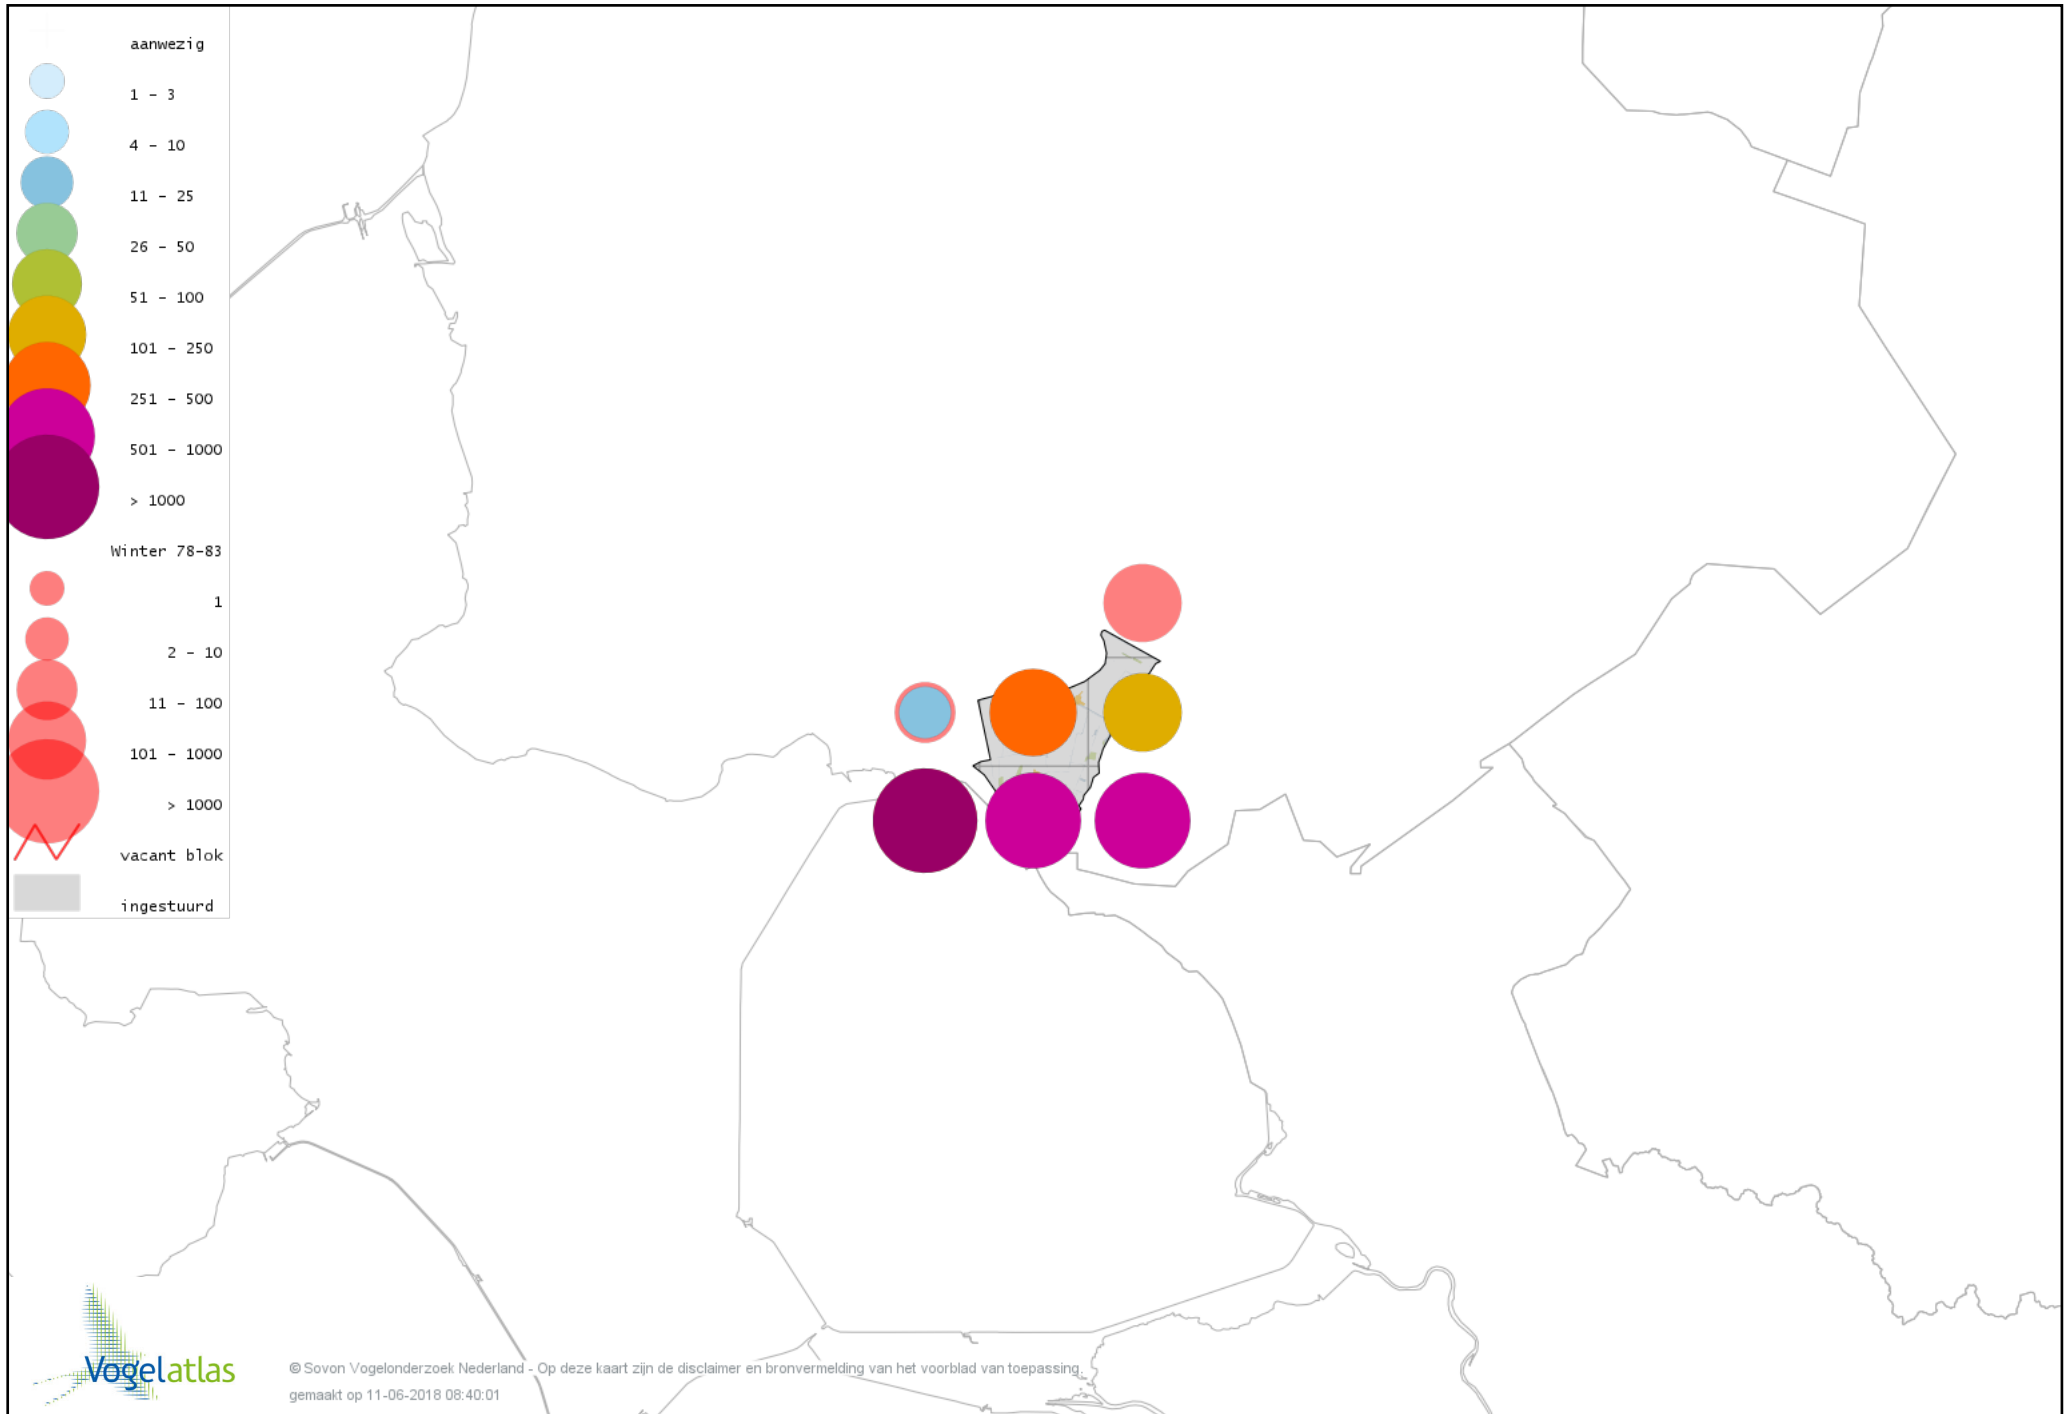 aanwezig
1 – 3
4 – 10
11 – 25
26 – 50
51 – 100
101 – 250
251 – 500
501 – 1000
> 1000
Winter 78–83
1
2 – 10
11 – 100
101 – 1000
> 1000
vacant blok
ingestuurd
Vogelatlas
© Sovon Vogelonderzoek Nederland - Op deze kaart zijn de disclaimer en bronvermelding van het voorblad van toepassing.
gemaakt op 11-06-2018 08:40:01